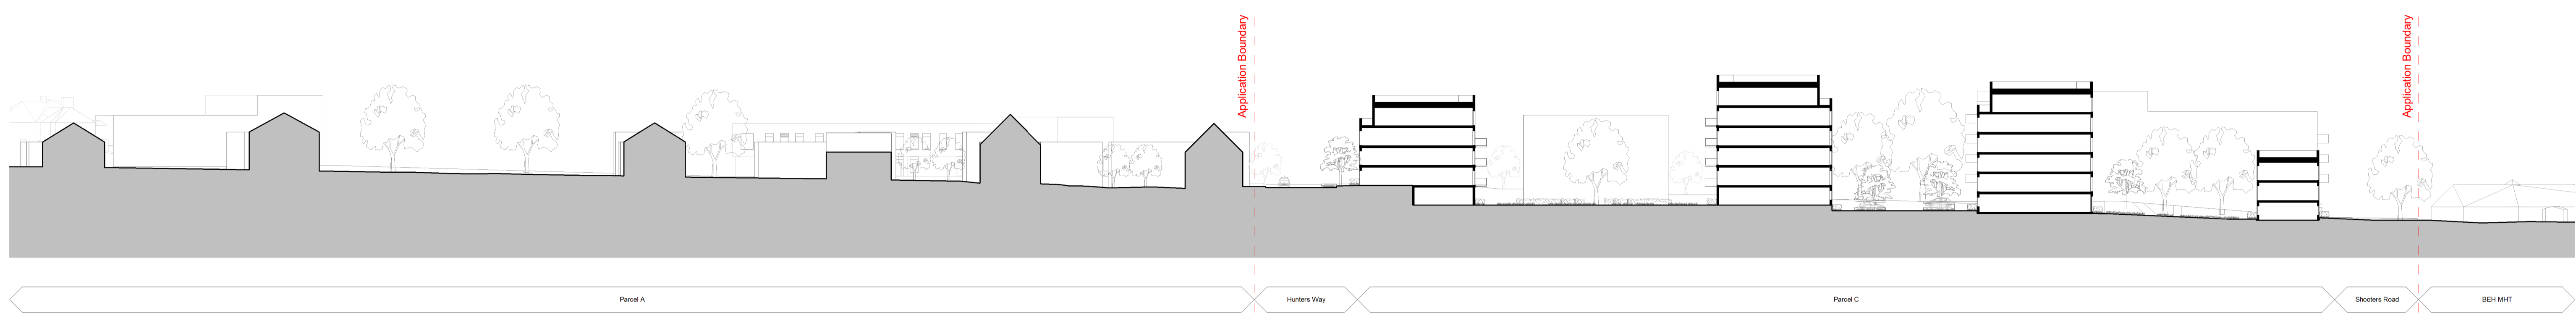 Application Boundary
Application Boundary
Parcel A
Hunters Way
Parcel C
Shooters Road
BEH MHT